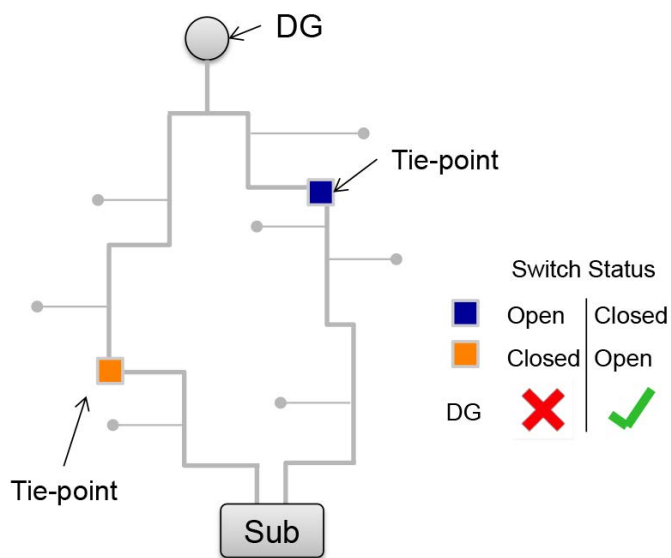 DG
Tie-point
Switch Status
Open Closed
Closed Open
DG
Tie-point
Sub